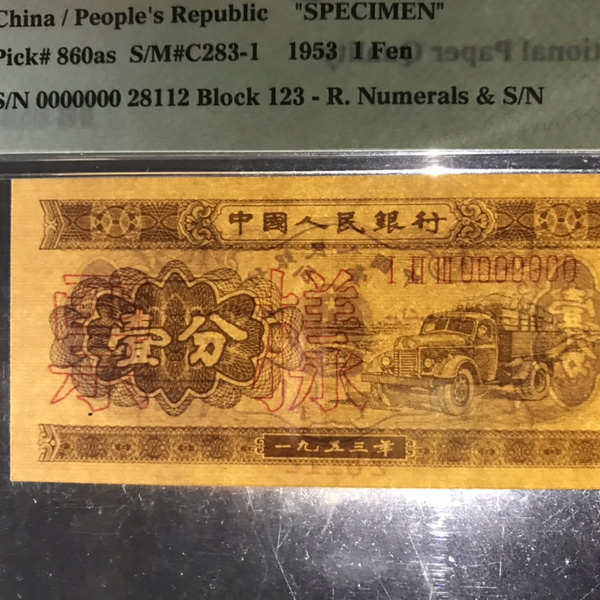 China / People's Republic "SPECIMEN"
Pick# 860as S/M#C283-1 1953 1 Fen
S/N 0000000 28112 Block 123 - R. Numerals & S/N
中國人民銀行
I II III 0000000
壹分
一九五三年